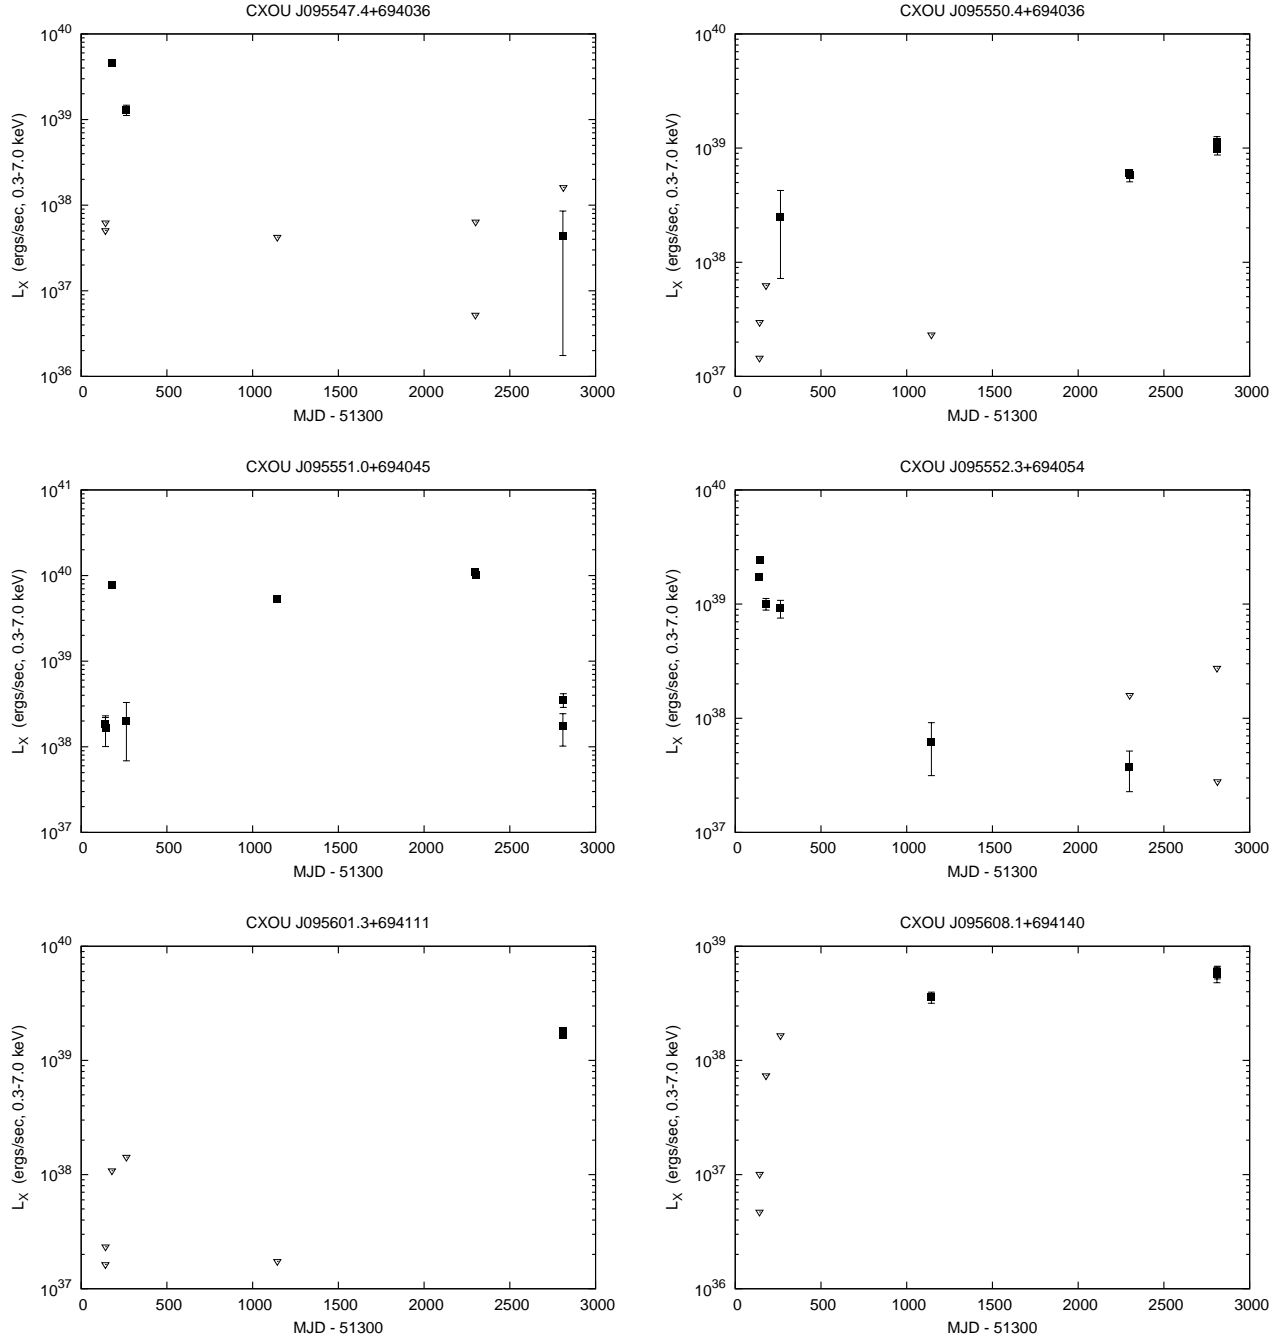 CXOU J095547.4+694036
10^40
10^39
10^38
10^37
10^36
L_X (ergs/sec, 0.3-7.0 keV)
0 500 1000 1500 2000 2500 3000
MJD - 51300
CXOU J095550.4+694036
10^40
10^39
10^38
10^37
L_X (ergs/sec, 0.3-7.0 keV)
0 500 1000 1500 2000 2500 3000
MJD - 51300
CXOU J095551.0+694045
10^41
10^40
10^39
10^38
10^37
L_X (ergs/sec, 0.3-7.0 keV)
0 500 1000 1500 2000 2500 3000
MJD - 51300
CXOU J095552.3+694054
10^40
10^39
10^38
10^37
L_X (ergs/sec, 0.3-7.0 keV)
0 500 1000 1500 2000 2500 3000
MJD - 51300
CXOU J095601.3+694111
10^40
10^39
10^38
10^37
L_X (ergs/sec, 0.3-7.0 keV)
0 500 1000 1500 2000 2500 3000
MJD - 51300
CXOU J095608.1+694140
10^39
10^38
10^37
10^36
L_X (ergs/sec, 0.3-7.0 keV)
0 500 1000 1500 2000 2500 3000
MJD - 51300